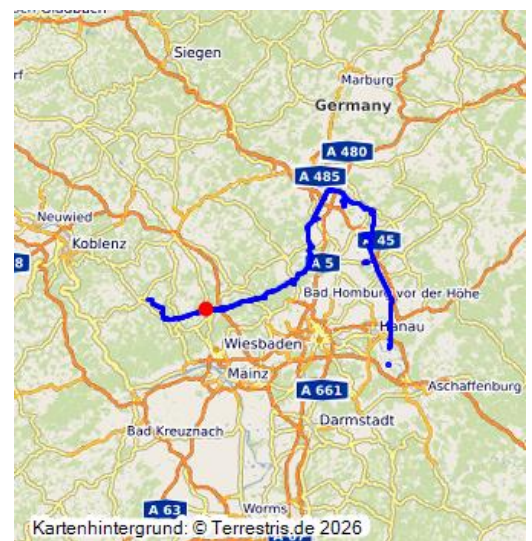 Siegen
Marburg
Germany
A 480
A 485
Neuwied
Koblenz
A 45
8
A 5
Bad Homburg vor der Höhe
Hanau
Wiesbaden
Mainz
Aschaffenburg
A 661
Darmstadt
Bad Kreuznach
A 63
Worms
Kartenhintergrund: © Terrestris.de 2026